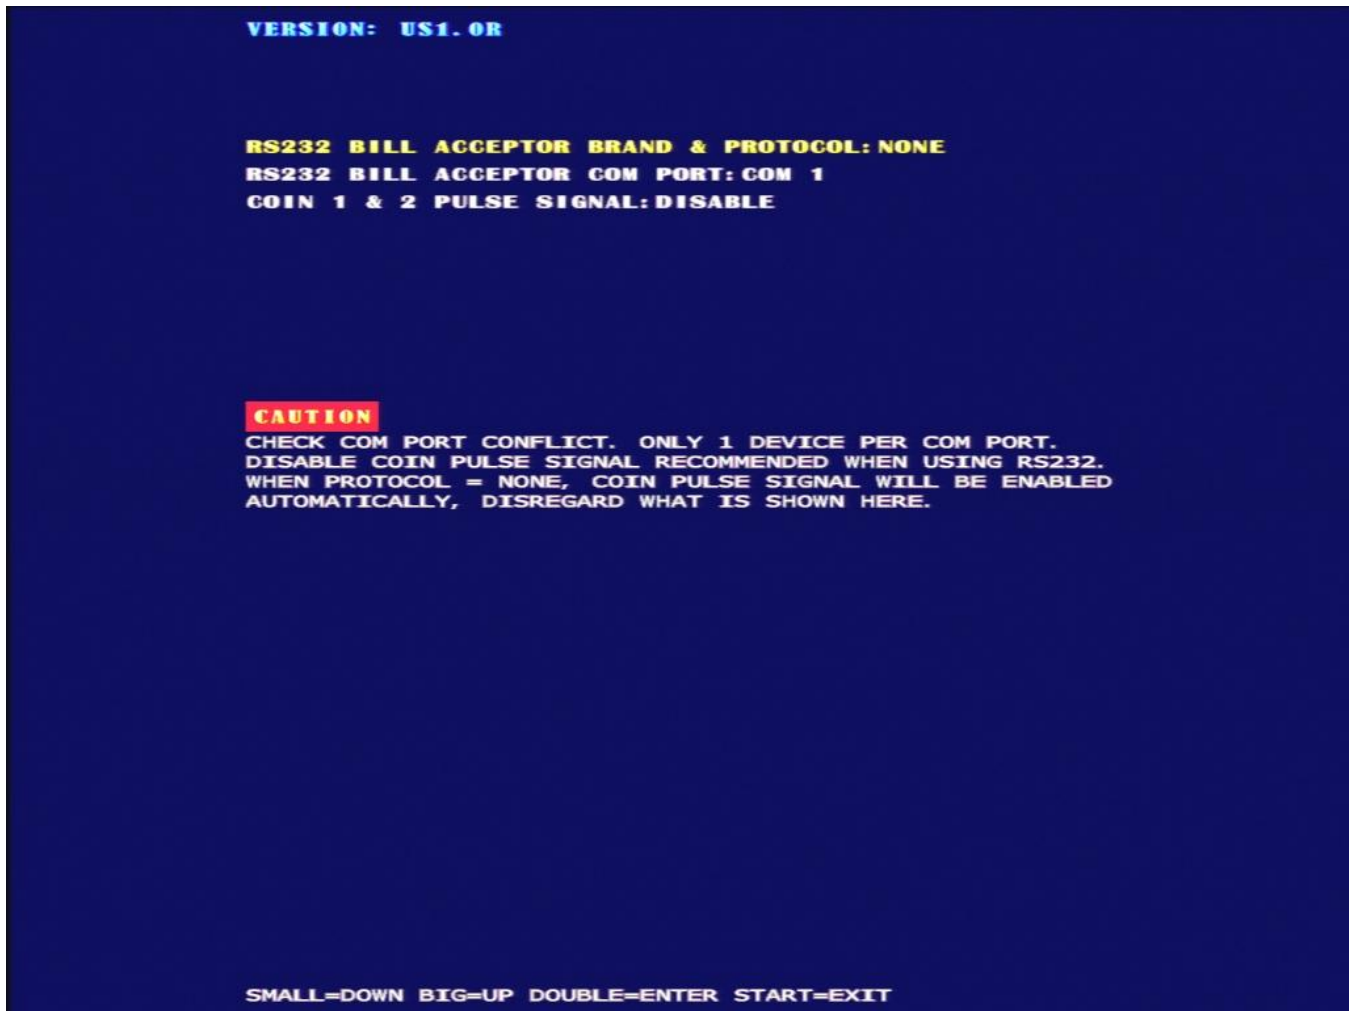 VERSION: US1.0R
RS232 BILL ACCEPTOR BRAND & PROTOCOL:NONE
RS232 BILL ACCEPTOR COM PORT:COM 1
COIN 1 & 2 PULSE SIGNAL:DISABLE
CAUTION
CHECK COM PORT CONFLICT. ONLY 1 DEVICE PER COM PORT.
DISABLE COIN PULSE SIGNAL RECOMMENDED WHEN USING RS232.
WHEN PROTOCOL = NONE, COIN PULSE SIGNAL WILL BE ENABLED
AUTOMATICALLY, DISREGARD WHAT IS SHOWN HERE.
SMALL=DOWN BIG=UP DOUBLE=ENTER START=EXIT